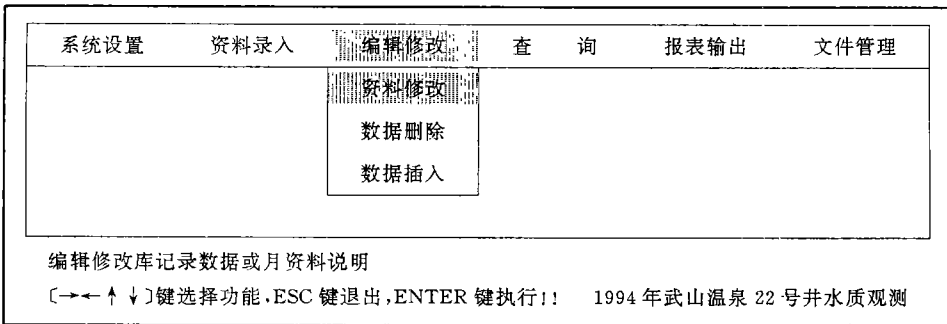 系统设置 资料录入 编辑修改 查 询 报表输出 文件管理
资料修改
数据删除
数据插入
编辑修改库记录数据或月资料说明
〔→←↑↓〕键选择功能,ESC 键退出,ENTER 键执行!! 1994 年武山温泉 22 号井水质观测